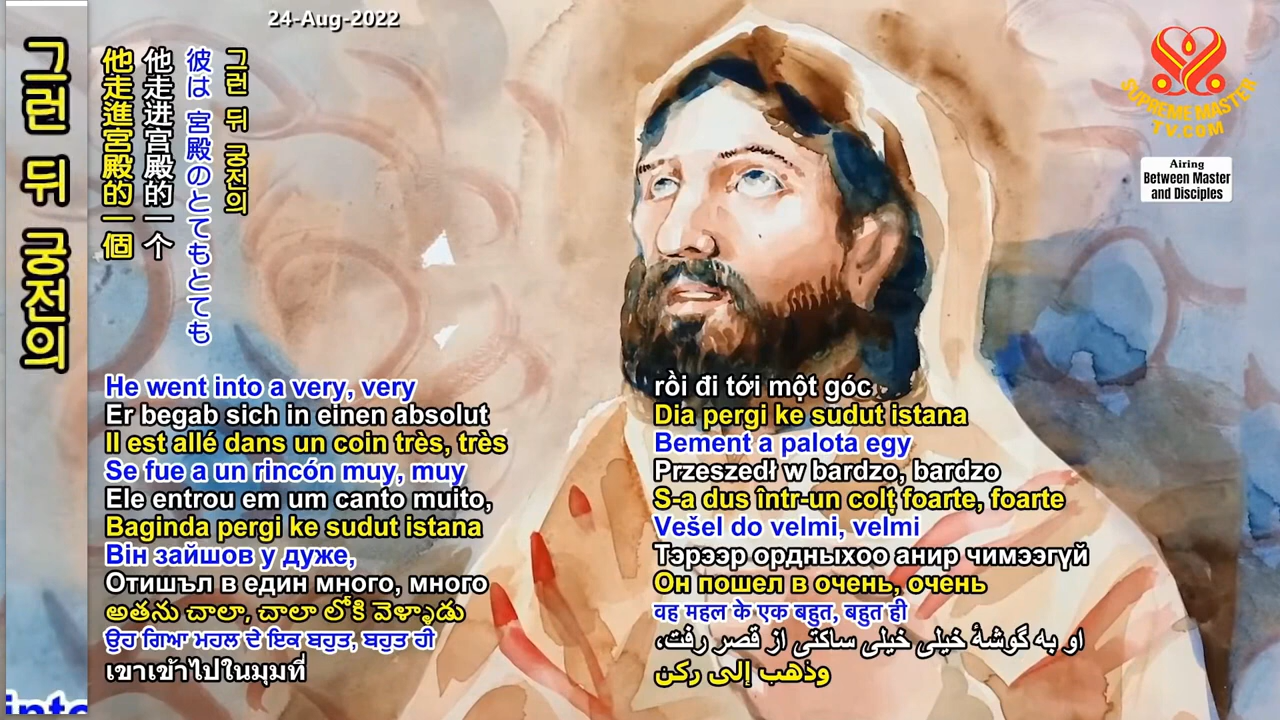 24-Aug-2022
SUPREME MASTER
TV.COM
Airing
Between Master
and Disciples
그런 뒤 궁전의
他走進宮殿的一個
他走进宫殿的一个
彼は 宮殿のとてもとても
그런 뒤 궁전의
He went into a very, very
Er begab sich in einen absolut
Il est allé dans un coin très, très
Se fue a un rincón muy, muy
Ele entrou em um canto muito,
Baginda pergi ke sudut istana
Він зайшов у дуже,
Отишъл в един много, много
అతను చాలా, చాలా లోకి వెళ్ళాడు
ਉਹ ਗਿਆ ਮਹਲ ਦੇ ਇਕ ਬਹੁਤ, ਬਹੁਤ ਹੀ
เขาเข้าไปในมุมที่
rồi đi tới một góc
Dia pergi ke sudut istana
Bement a palota egy
Przeszedł w bardzo, bardzo
S-a dus într-un colț foarte, foarte
Vešel do velmi, velmi
Тэрээр ордныхоо анир чимээгүй
Он пошел в очень, очень
वह महल के एक बहुत, बहुत ही
او به گوشهٔ خیلی خیلی ساکتی از قصر رفت،
وذهب إلى ركن
into